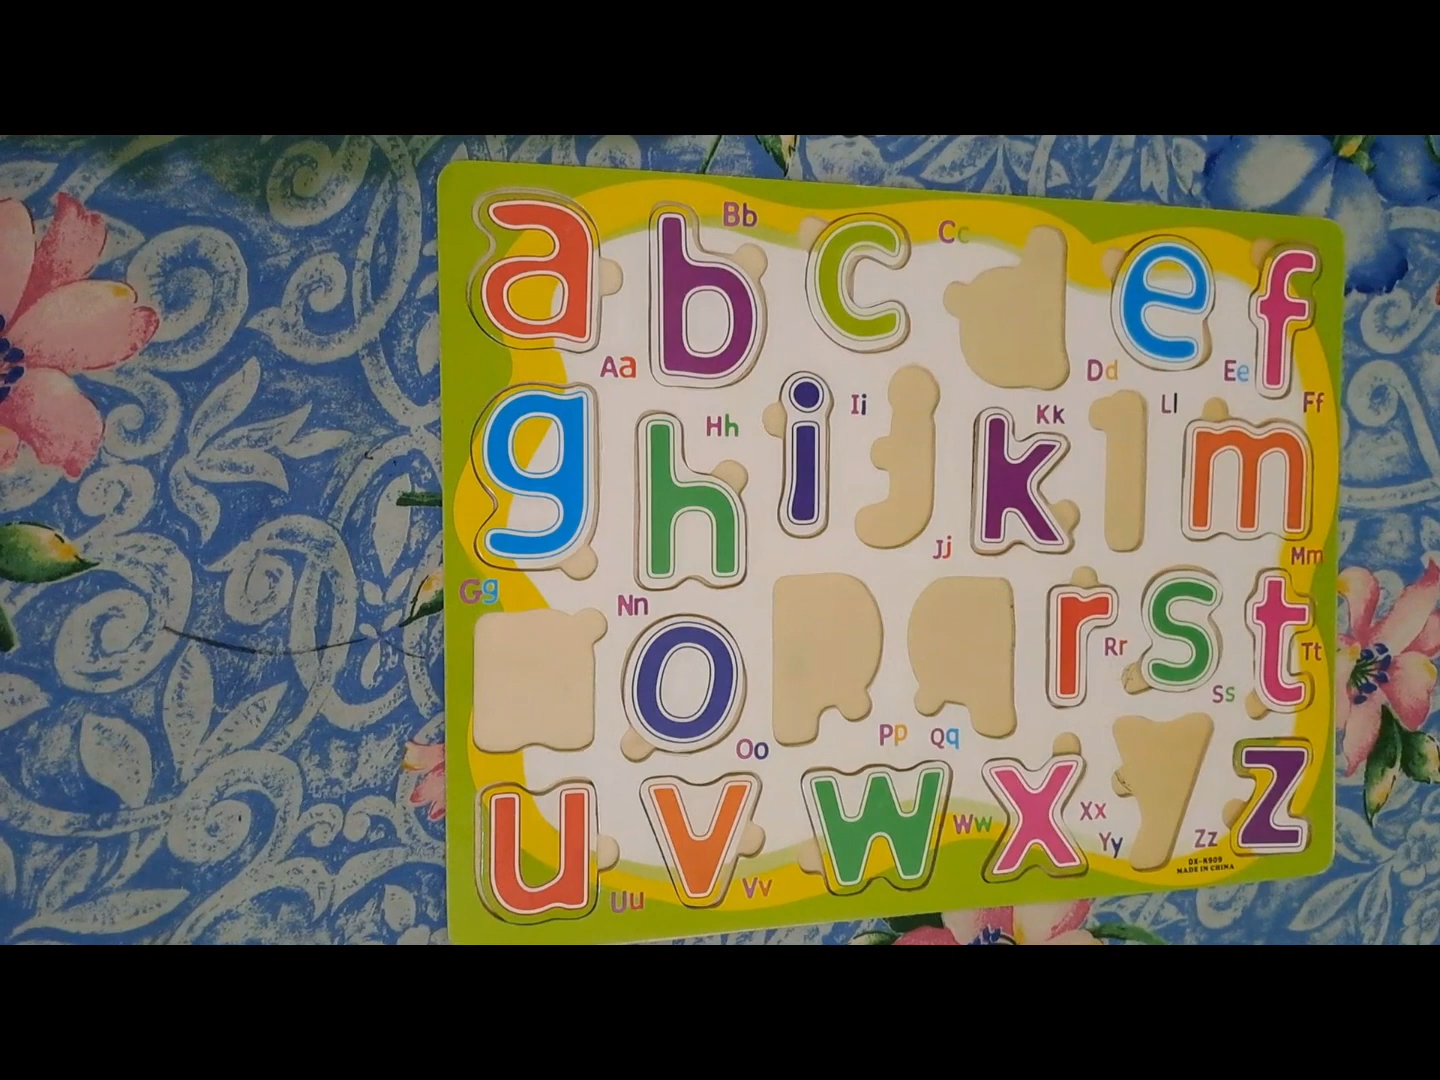 a b c e f
Aa Bb Cc Dd Ee Ff
g h i k m
Gg Hh Ii Jj Kk Ll Mm
o r s t
Nn Oo Pp Qq Rr Ss Tt
u v w x z
Uu Vv Ww Xx Yy Zz
DX-K909
MADE IN CHINA